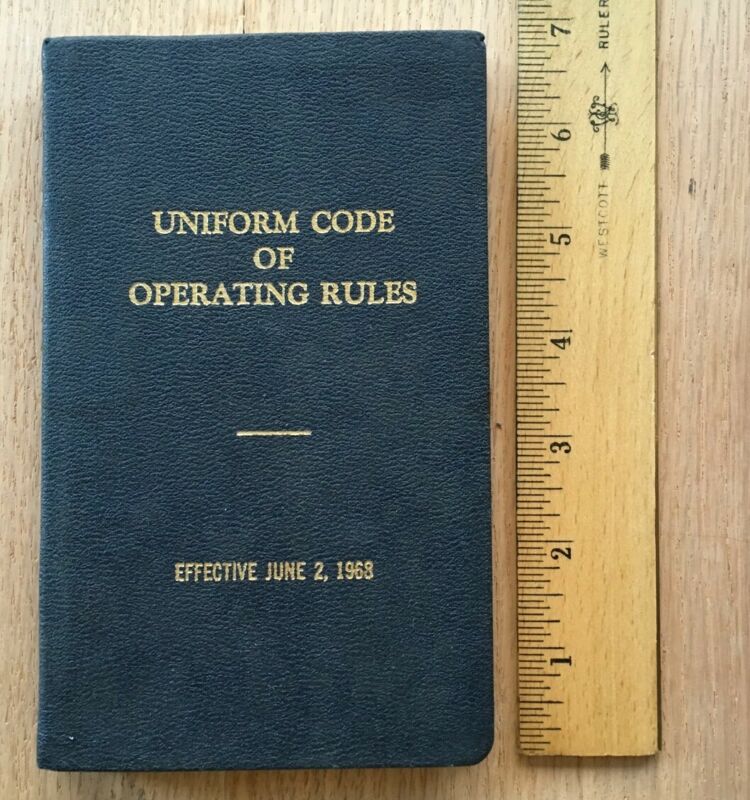 UNIFORM CODE
OF
OPERATING RULES
EFFECTIVE JUNE 2, 1968
7
6
5
4
3
2
1
WESTCOTT
RULER